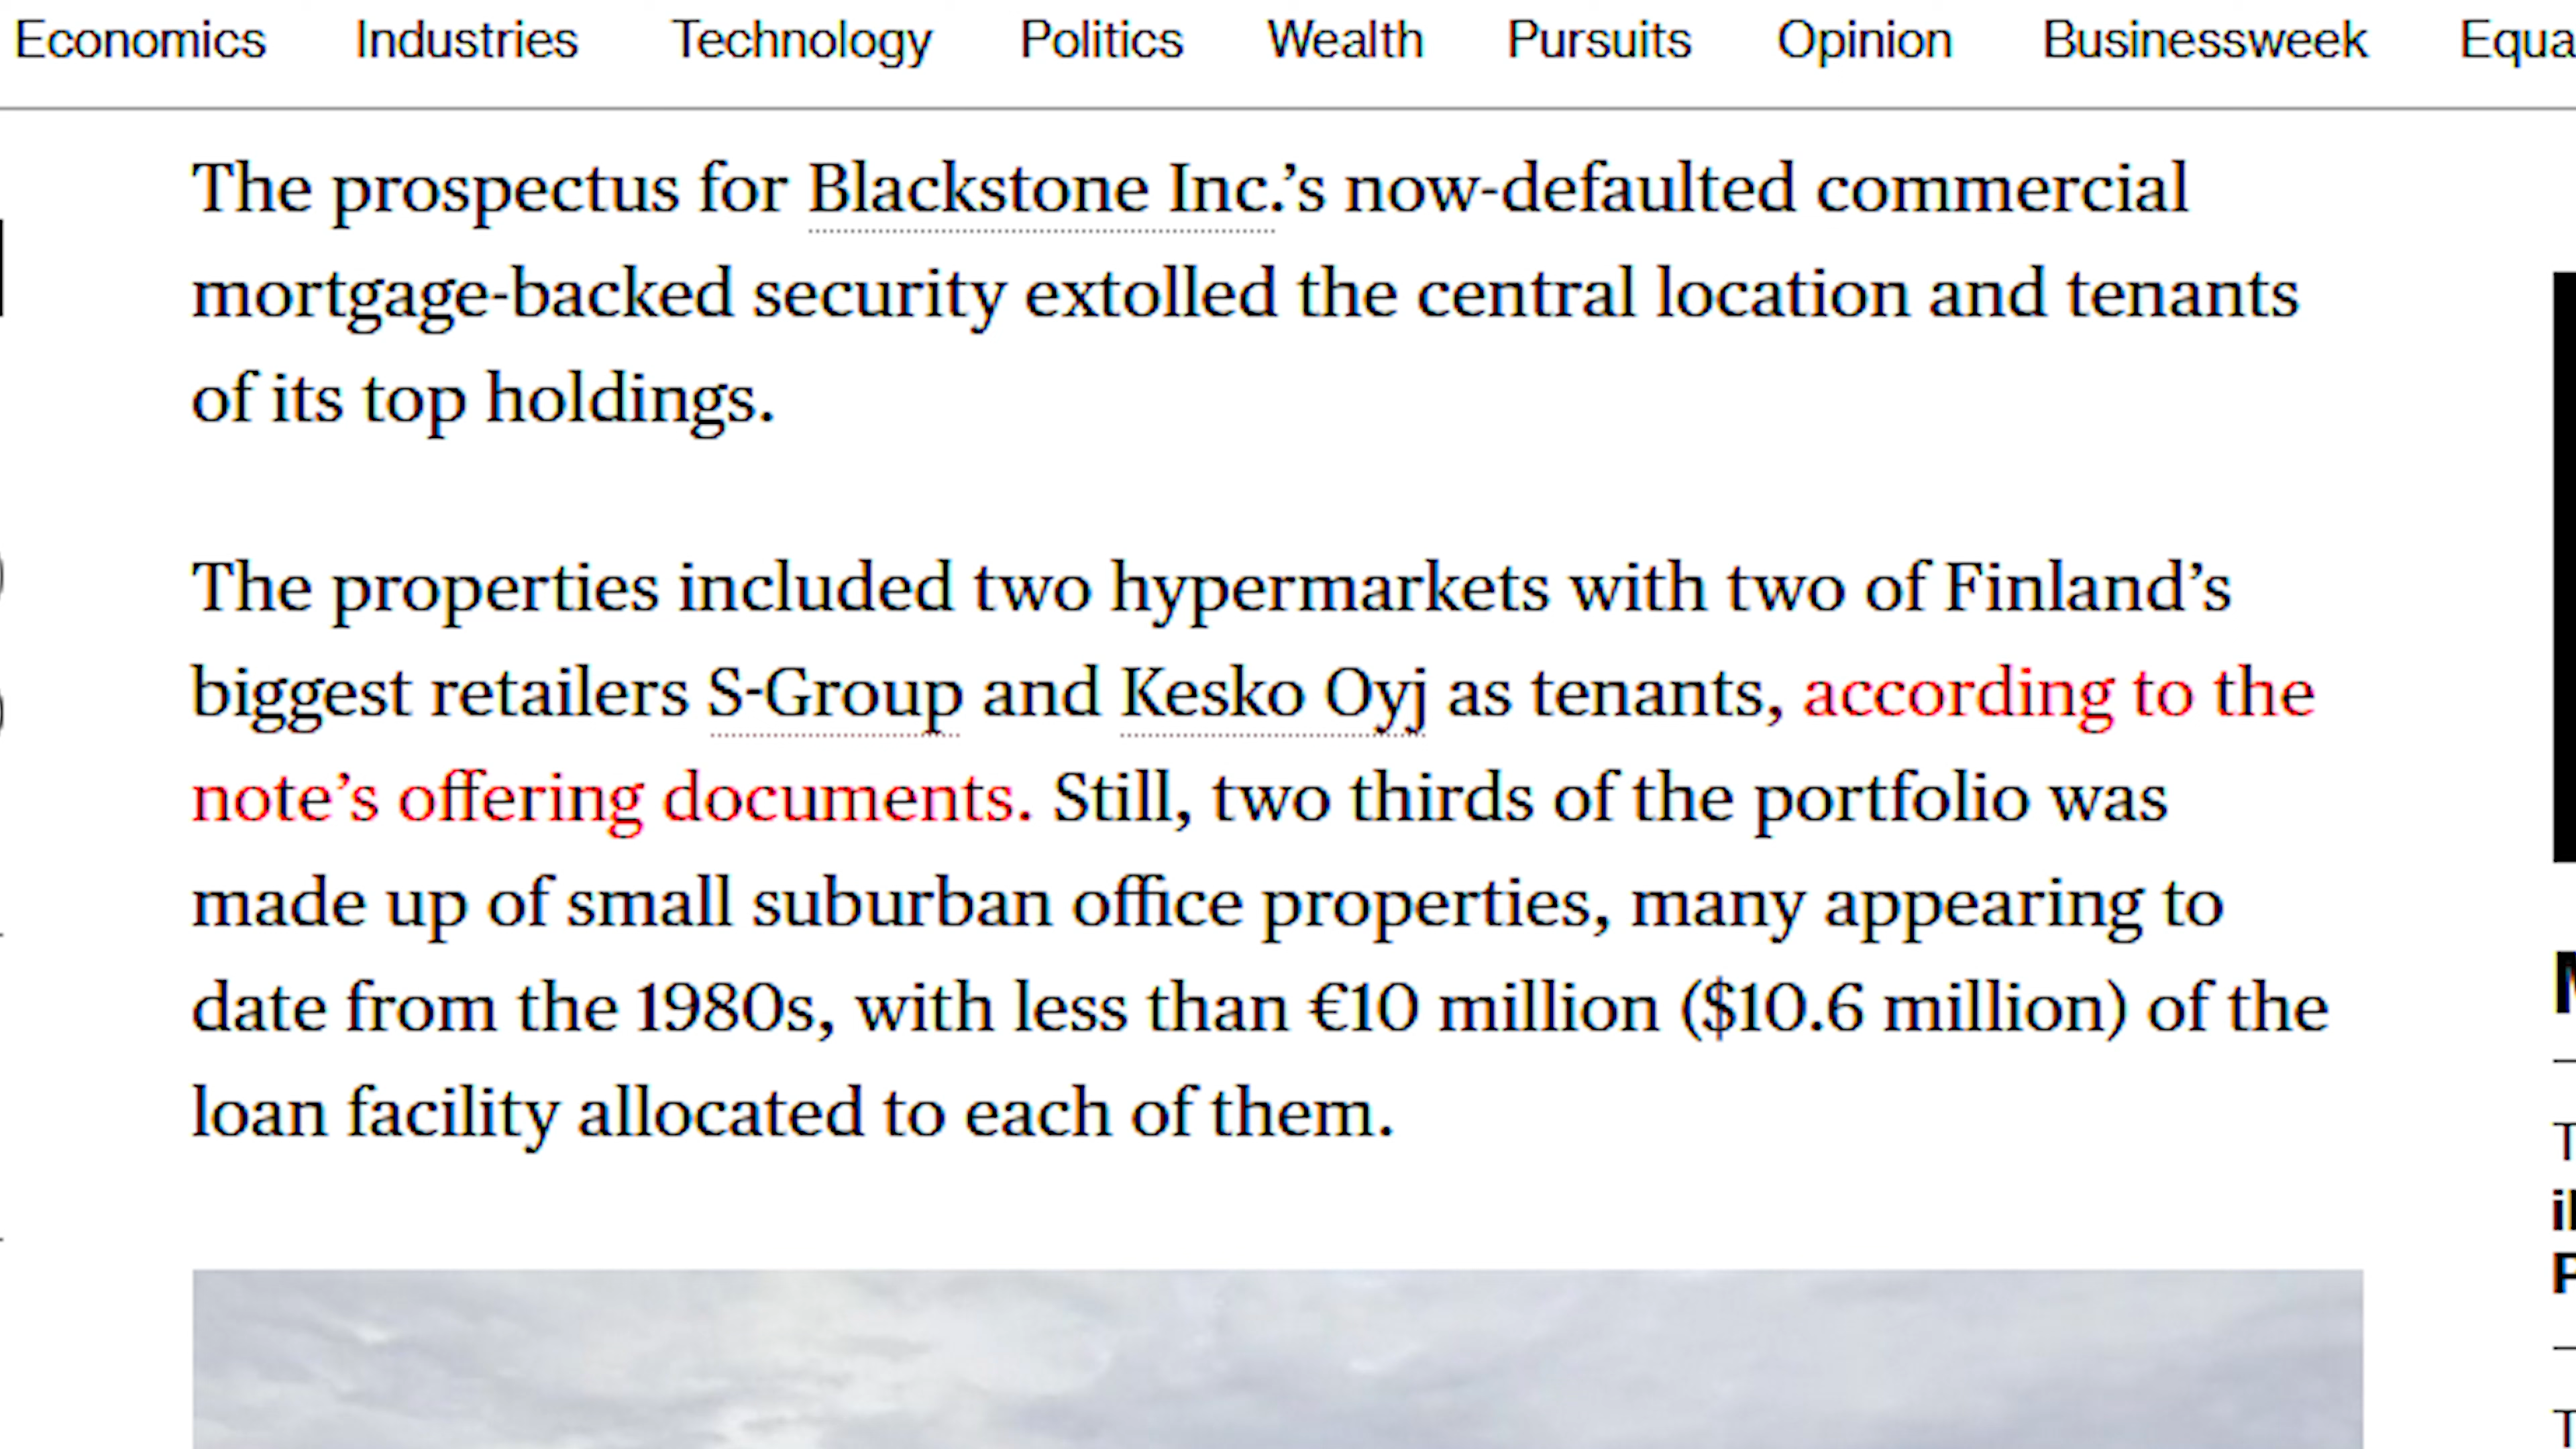 Economics Industries Technology Politics Wealth Pursuits Opinion Businessweek
The prospectus for Blackstone Inc.’s now-defaulted commercial
mortgage-backed security extolled the central location and tenants
of its top holdings.
The properties included two hypermarkets with two of Finland’s
biggest retailers S-Group and Kesko Oyj as tenants, according to the
note’s offering documents. Still, two thirds of the portfolio was
made up of small suburban office properties, many appearing to
date from the 1980s, with less than €10 million ($10.6 million) of the
loan facility allocated to each of them.